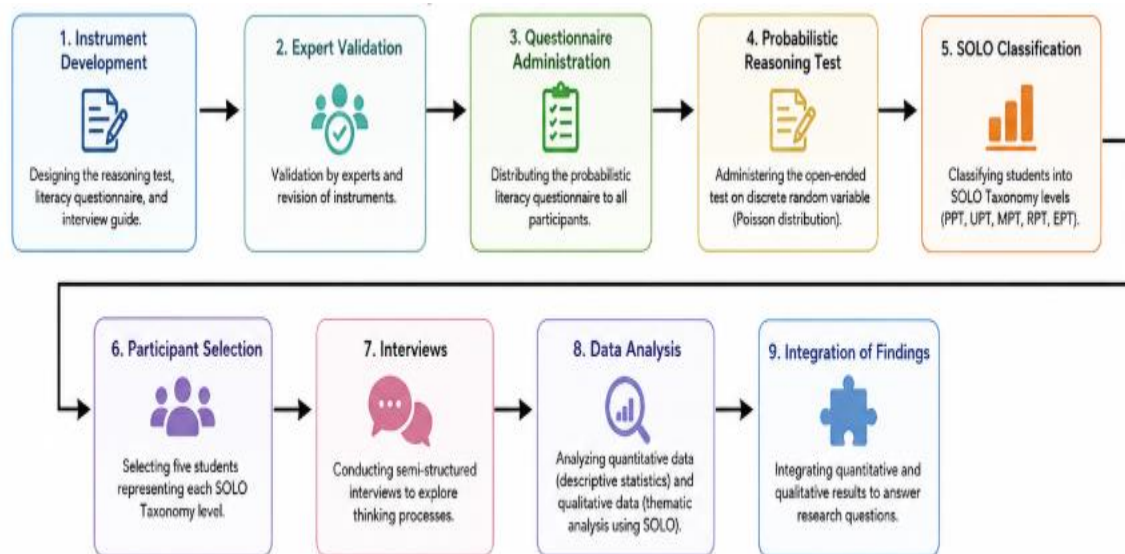 1. Instrument
Development
Designing the reasoning test,
literacy questionnaire, and
interview guide.
2. Expert Validation
Validation by experts and
revision of instruments.
3. Questionnaire
Administration
Distributing the probabilistic
literacy questionnaire to all
participants.
4. Probabilistic
Reasoning Test
Administering the open-ended
test on discrete random variable
(Poisson distribution).
5. SOLO Classification
Classifying students into
SOLO Taxonomy levels
(PPT, UPT, MPT, RPT, EPT).
6. Participant Selection
Selecting five students
representing each SOLO
Taxonomy level.
7. Interviews
Conducting semi-structured
interviews to explore
thinking processes.
8. Data Analysis
Analyzing quantitative data
(descriptive statistics) and
qualitative data (thematic
analysis using SOLO).
9. Integration of Findings
Integrating quantitative and
qualitative results to answer
research questions.